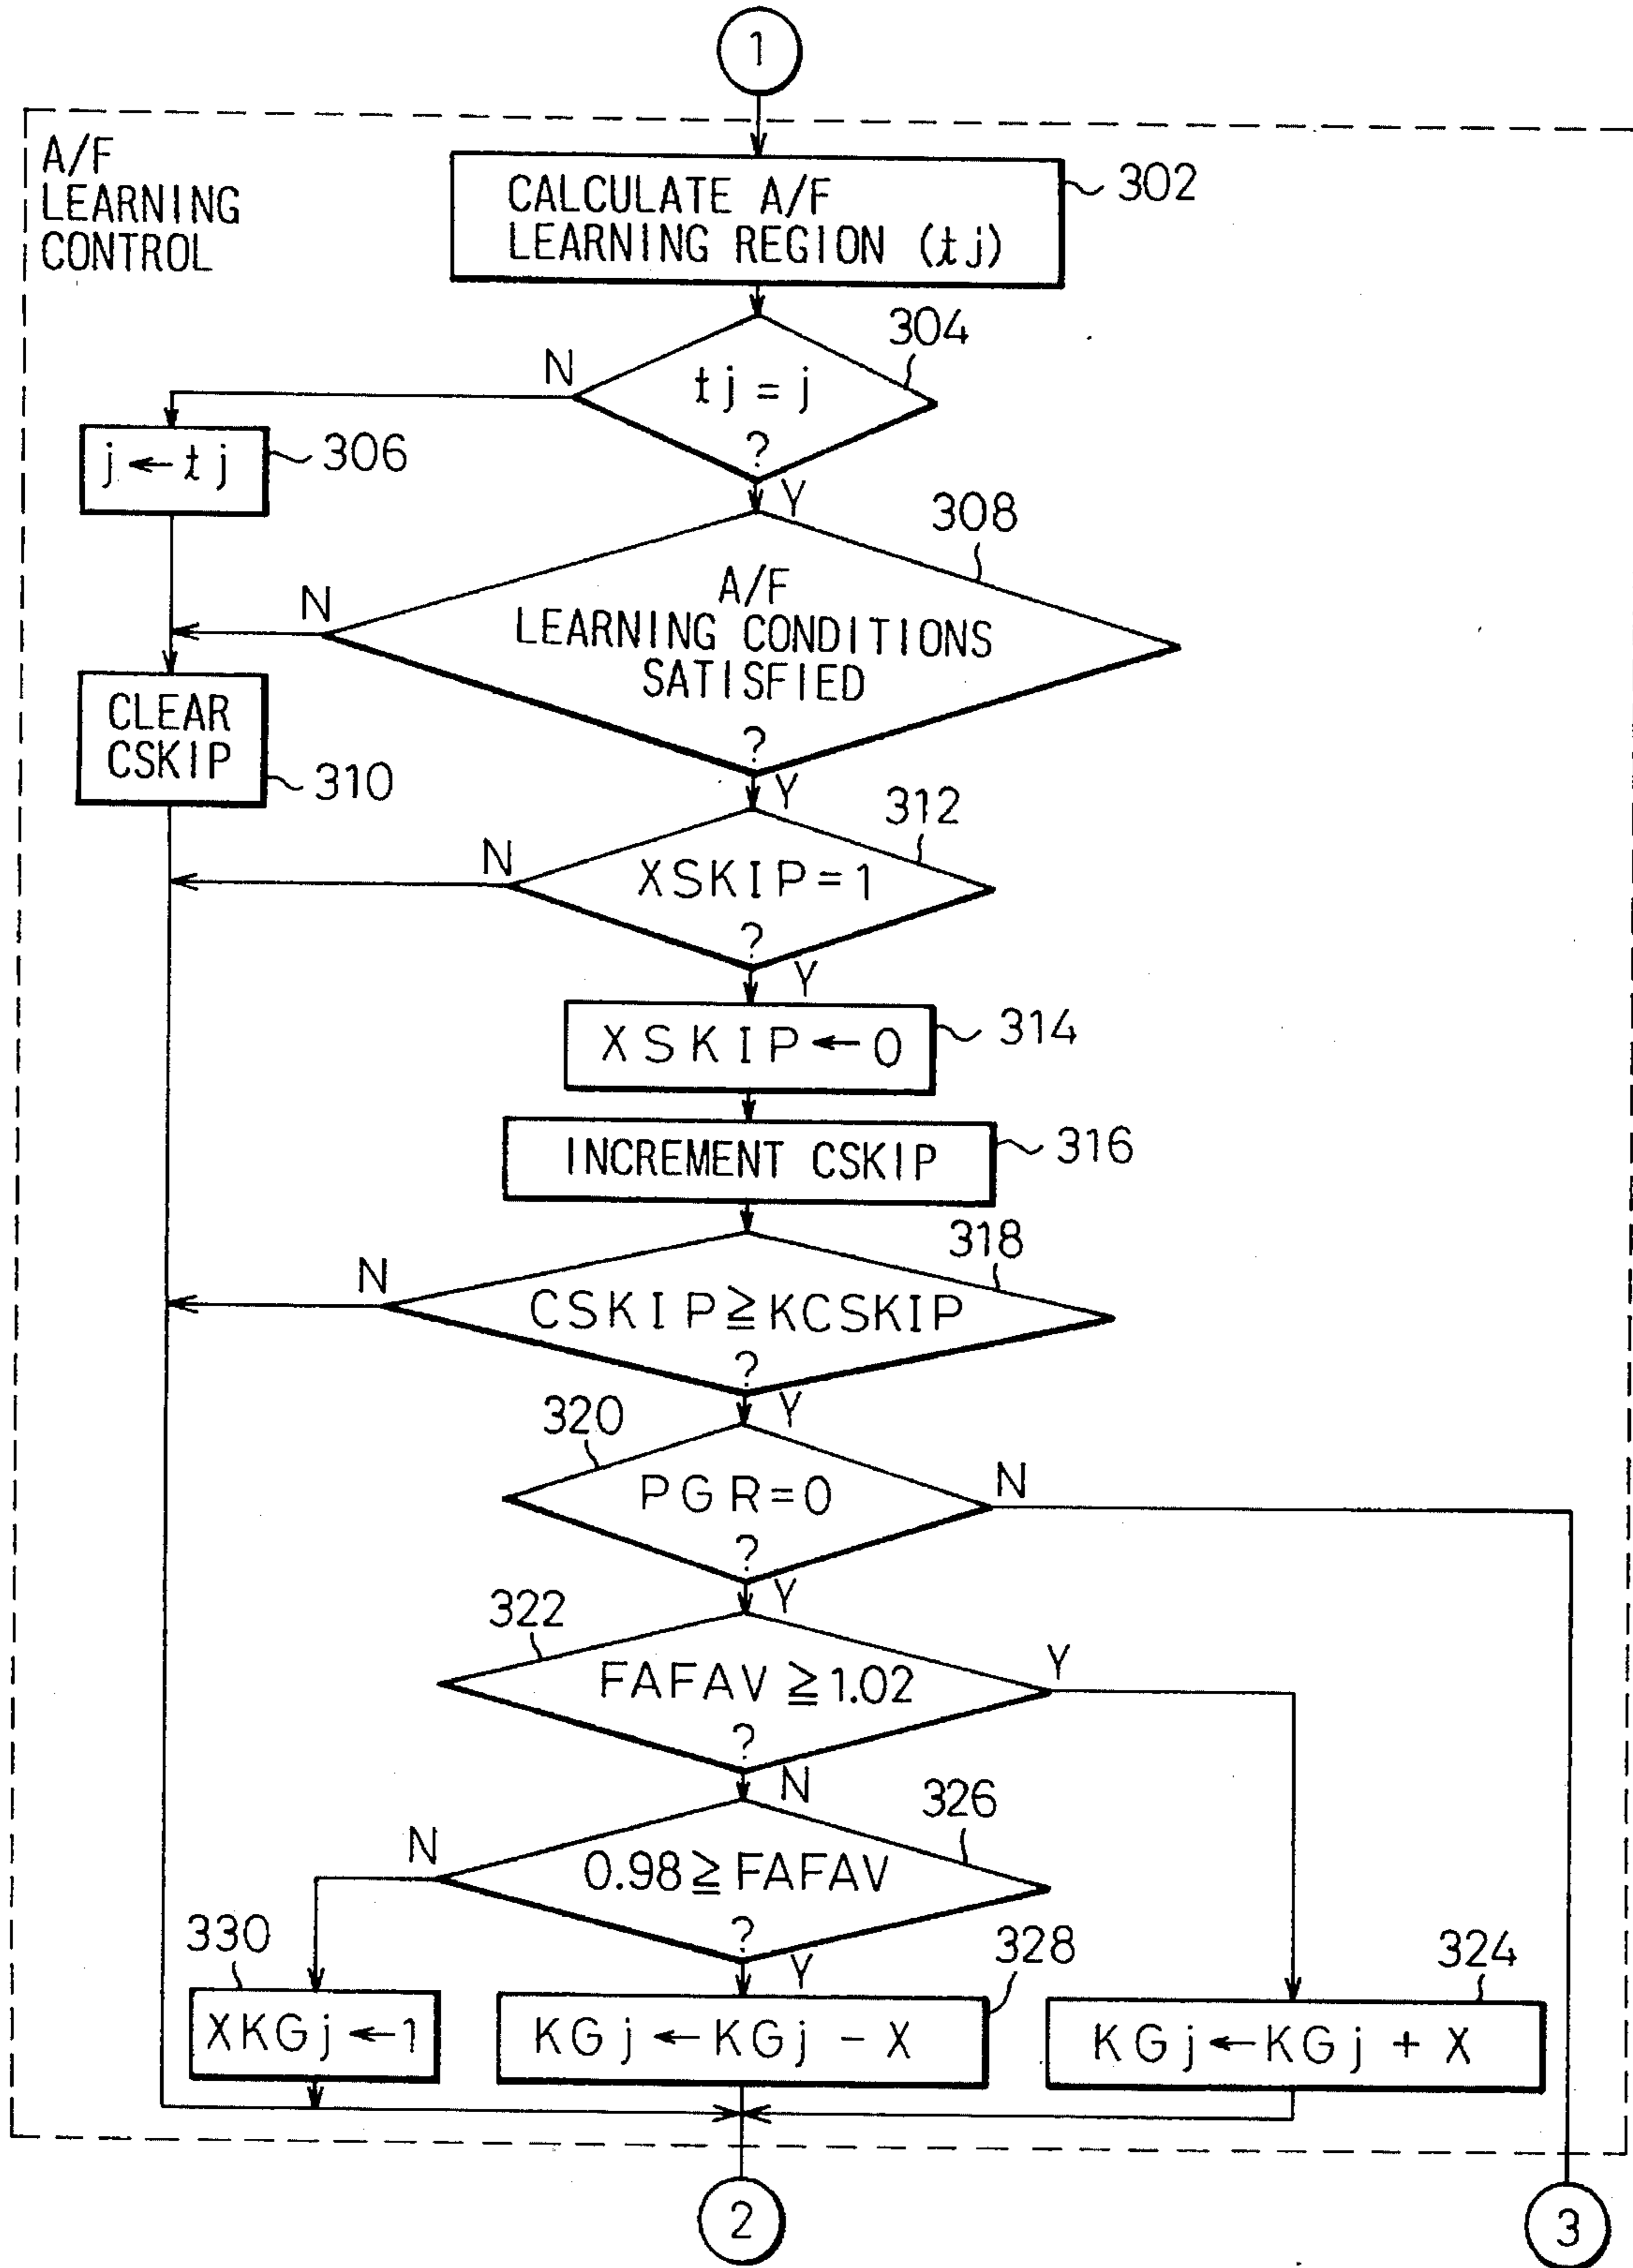 1
A/F
LEARNING
CONTROL
CALCULATE A/F
LEARNING REGION (tj)
302
304
N
tj = j
?
Y
j ← tj
306
308
N
A/F
LEARNING CONDITIONS
SATISFIED
?
Y
CLEAR
CSKIP
310
312
N
XSKIP=1
?
Y
XSKIP←0
314
INCREMENT CSKIP
316
318
N
CSKIP≧KCSKIP
?
Y
320
PGR=0
N
?
Y
322
FAFAV≧1.02
Y
?
N
326
N
0.98≧FAFAV
?
Y
330
328
324
XKGj←1
KGj←KGj - X
KGj←KGj + X
2
3